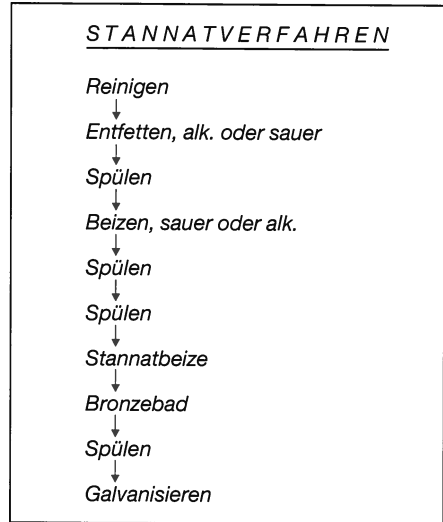 STANNATVERFAHREN
Reinigen
Entfetten, alk. oder sauer
Spülen
Beizen, sauer oder alk.
Spülen
Spülen
Stannatbeize
Bronzebad
Spülen
Galvanisieren